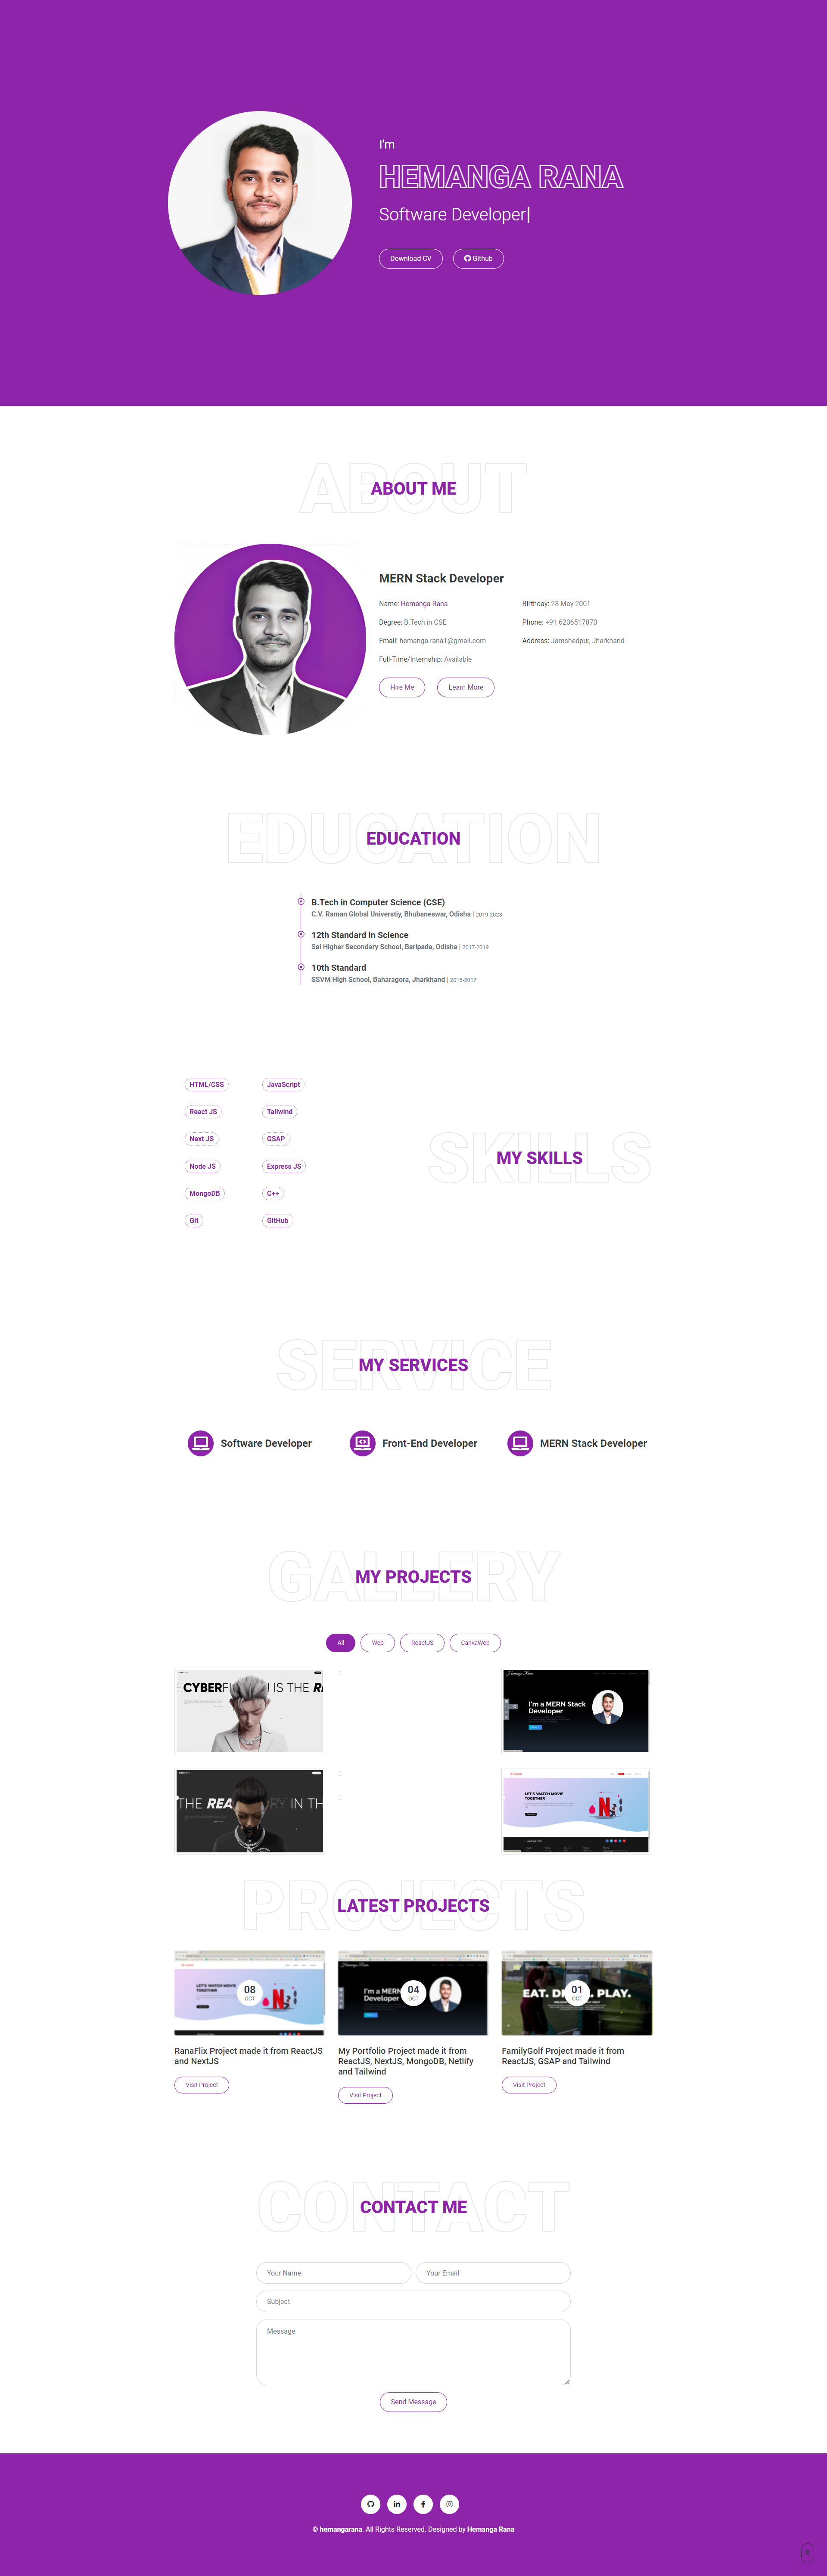 I'm
HEMANGA RANA
Software Developer|
Download CV
Github
ABOUT
ABOUT ME
MERN Stack Developer
Name: Hemanga Rana
Birthday: 28 May 2001
Degree: B.Tech in CSE
Phone: +91 6206517870
Email: hemanga.rana1@gmail.com
Address: Jamshedpur, Jharkhand
Full-Time/Internship: Available
Hire Me
Learn More
EDUCATION
EDUCATION
B.Tech in Computer Science (CSE)
C.V. Raman Global Universtiy, Bhubaneswar, Odisha | 2019-2023
12th Standard in Science
Sai Higher Secondary School, Baripada, Odisha | 2017-2019
10th Standard
SSVM High School, Baharagora, Jharkhand | 2015-2017
HTML/CSS
JavaScript
React JS
Tailwind
Next JS
GSAP
Node JS
Express JS
MongoDB
C++
Git
GitHub
SKILLS
MY SKILLS
SERVICE
MY SERVICES
Software Developer
Front-End Developer
MERN Stack Developer
GALLERY
MY PROJECTS
All
Web
ReactJS
CanvaWeb
CYBER
IS THE
Hemanga Rana
I'm a MERN Stack
Developer
THE REA
IN TH
LET'S WATCH MOVIE
TOGETHER
PROJECTS
LATEST PROJECTS
LET'S WATCH MOVIE
08
OCT
I'm a MERN
Developer
04
OCT
EAT.
PLAY.
01
OCT
RanaFlix Project made it from ReactJS
and NextJS
Visit Project
My Portfolio Project made it from
ReactJS, NextJS, MongoDB, Netlify
and Tailwind
Visit Project
FamilyGolf Project made it from
ReactJS, GSAP and Tailwind
Visit Project
CONTACT
CONTACT ME
Your Name
Your Email
Subject
Message
Send Message
© hemangarana. All Rights Reserved. Designed by Hemanga Rana